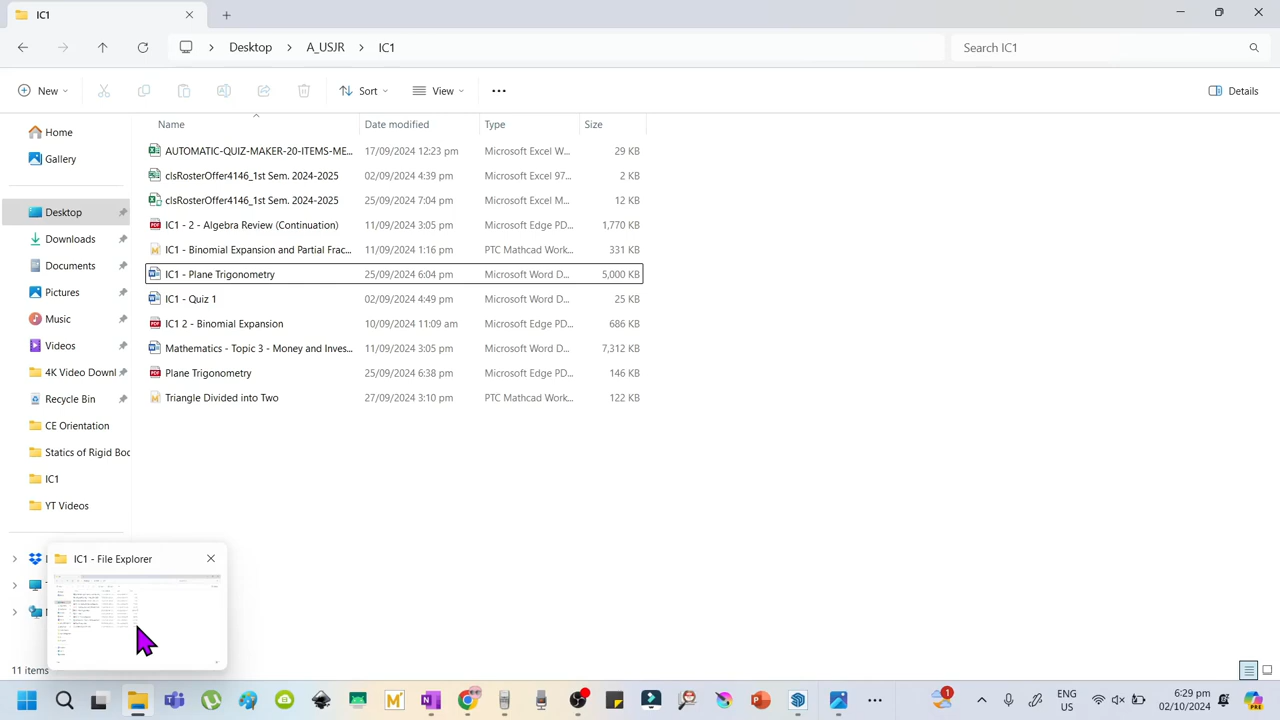 IC1
Desktop > A_USJR > IC1
Search IC1
New
Sort
View
Details
Name Date modified Type Size
AUTOMATIC-QUIZ-MAKER-20-ITEMS-ME... 17/09/2024 12:23 pm Microsoft Excel W... 29 KB
clsRosterOffer4146_1st Sem. 2024-2025 02/09/2024 4:39 pm Microsoft Excel 97... 2 KB
clsRosterOffer4146_1st Sem. 2024-2025 25/09/2024 7:04 pm Microsoft Excel M... 12 KB
IC1 - 2 - Algebra Review (Continuation) 11/09/2024 3:05 pm Microsoft Edge PD... 1,770 KB
IC1 - Binomial Expansion and Partial Frac... 11/09/2024 1:16 pm PTC Mathcad Work... 331 KB
IC1 - Plane Trigonometry 25/09/2024 6:04 pm Microsoft Word D... 5,000 KB
IC1 - Quiz 1 02/09/2024 4:49 pm Microsoft Word D... 25 KB
IC1 2 - Binomial Expansion 10/09/2024 11:09 am Microsoft Edge PD... 686 KB
Mathematics - Topic 3 - Money and Inves... 11/09/2024 3:05 pm Microsoft Word D... 7,312 KB
Plane Trigonometry 25/09/2024 6:38 pm Microsoft Edge PD... 146 KB
Triangle Divided into Two 27/09/2024 3:10 pm PTC Mathcad Work... 122 KB
Home
Gallery
Desktop
Downloads
Documents
Pictures
Music
Videos
4K Video Downl
Recycle Bin
CE Orientation
Statics of Rigid Boc
IC1
YT Videos
IC1 - File Explorer
11 items
ENG
US
6:29 pm
02/10/2024
1